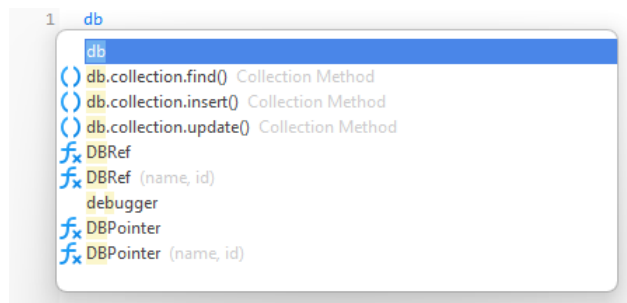 1 db
db
db.collection.find() Collection Method
db.collection.insert() Collection Method
db.collection.update() Collection Method
DBRef
DBRef (name, id)
debugger
DBPointer
DBPointer (name, id)